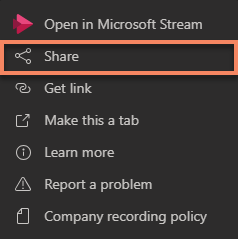 Open in Microsoft Stream
Share
Get link
Make this a tab
Learn more
Report a problem
Company recording policy